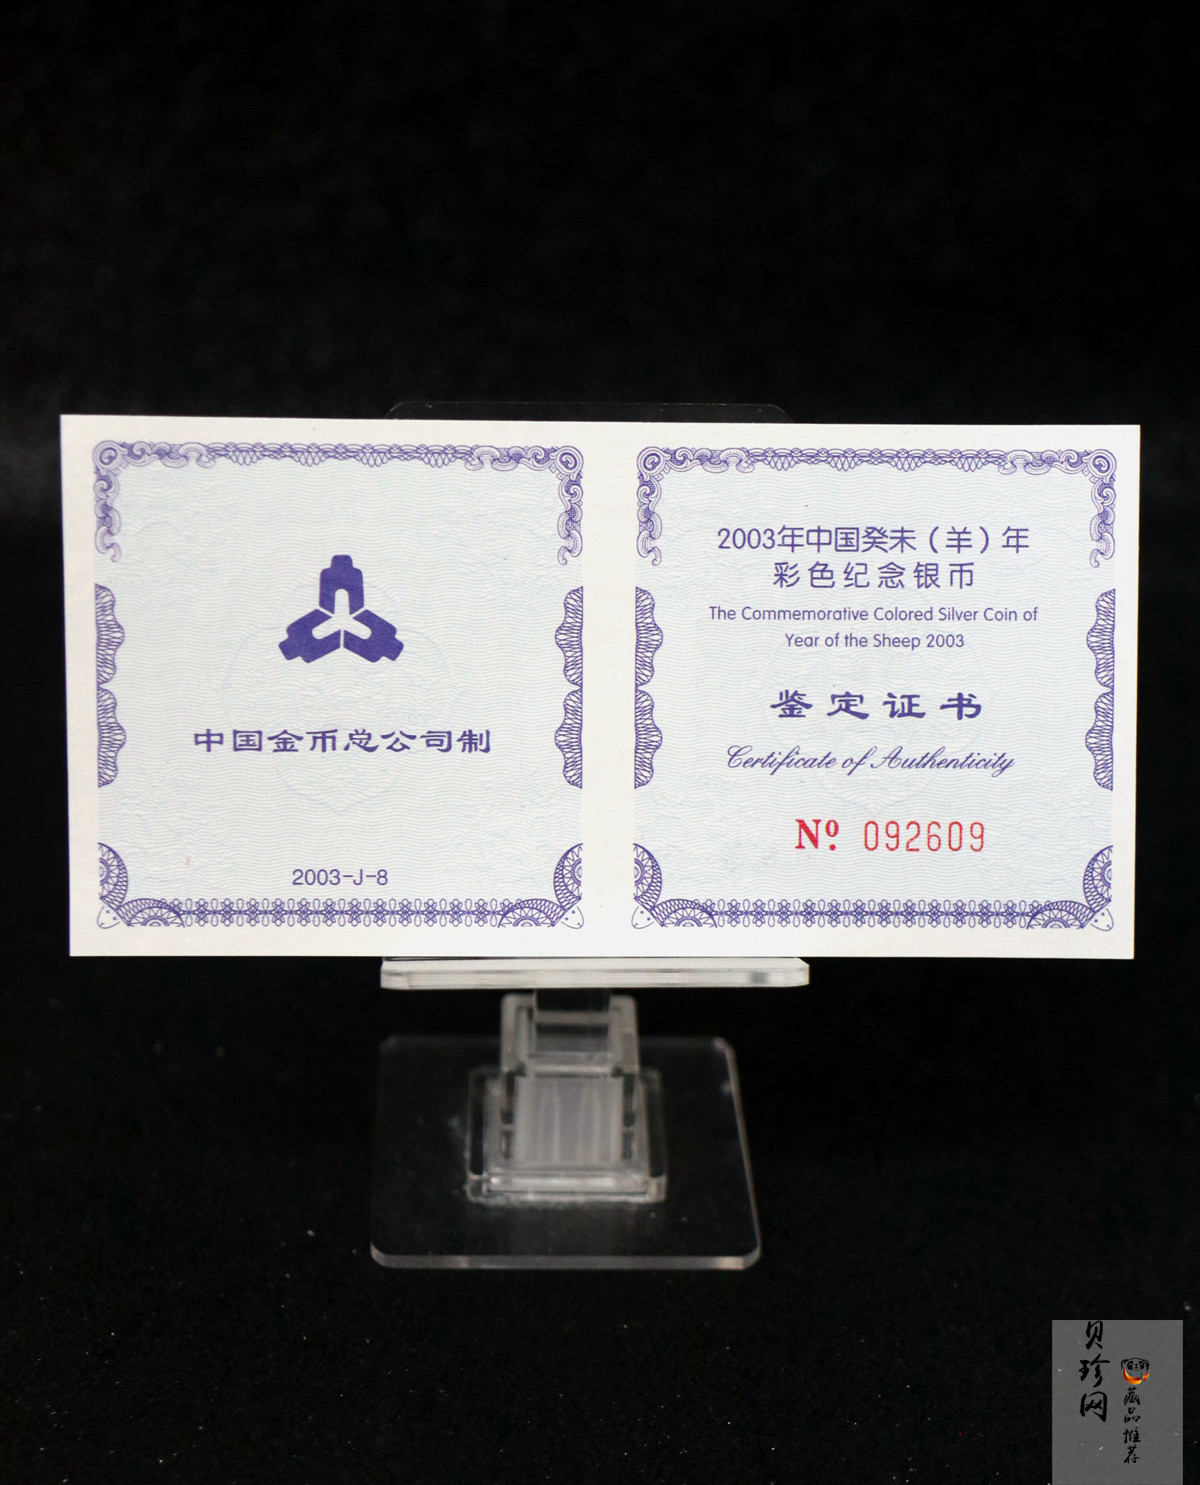 中国金币总公司制
2003-J-8
2003年中国癸未（羊）年
彩色纪念银币
The Commemorative Colored Silver Coin of
Year of the Sheep 2003
鉴定证书
Certificate of Authenticity
Nº. 092609
贝珍网
藏品推荐